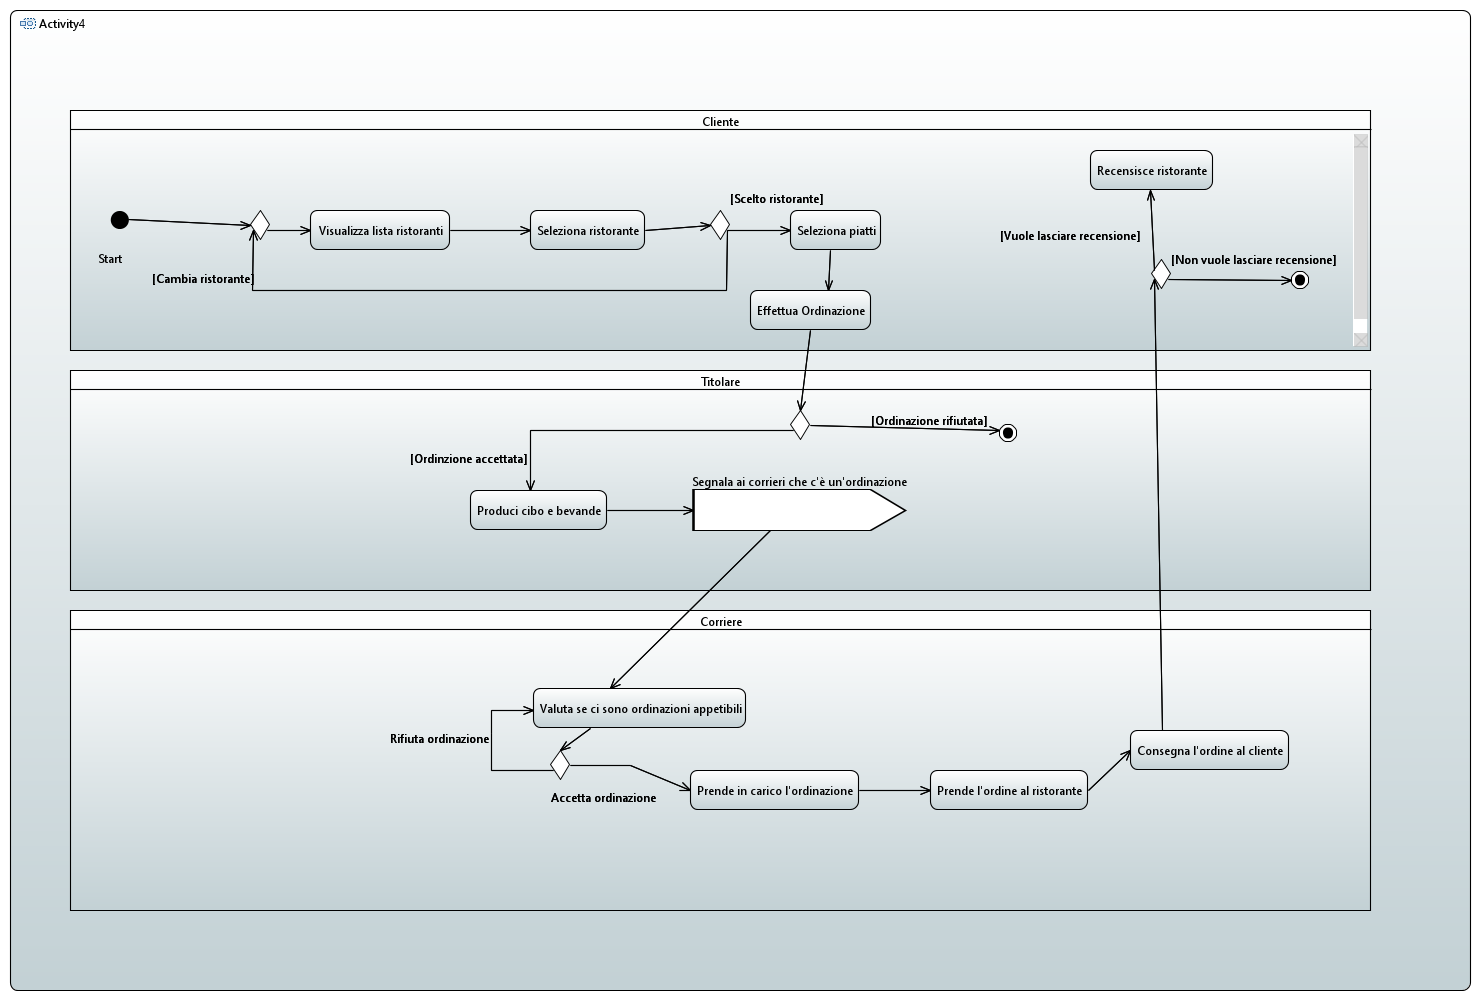 Activity4
Cliente
Recensisce ristorante
[Scelto ristorante]
Visualizza lista ristoranti
Seleziona ristorante
Seleziona piatti
[Vuole lasciare recensione]
Start
[Non vuole lasciare recensione]
[Cambia ristorante]
Effettua Ordinazione
Titolare
[Ordinazione rifiutata]
[Ordinzione accettata]
Segnala ai corrieri che c'è un'ordinazione
Produci cibo e bevande
Corriere
Valuta se ci sono ordinazioni appetibili
Rifiuta ordinazione
Consegna l'ordine al cliente
Accetta ordinazione
Prende in carico l'ordinazione
Prende l'ordine al ristorante